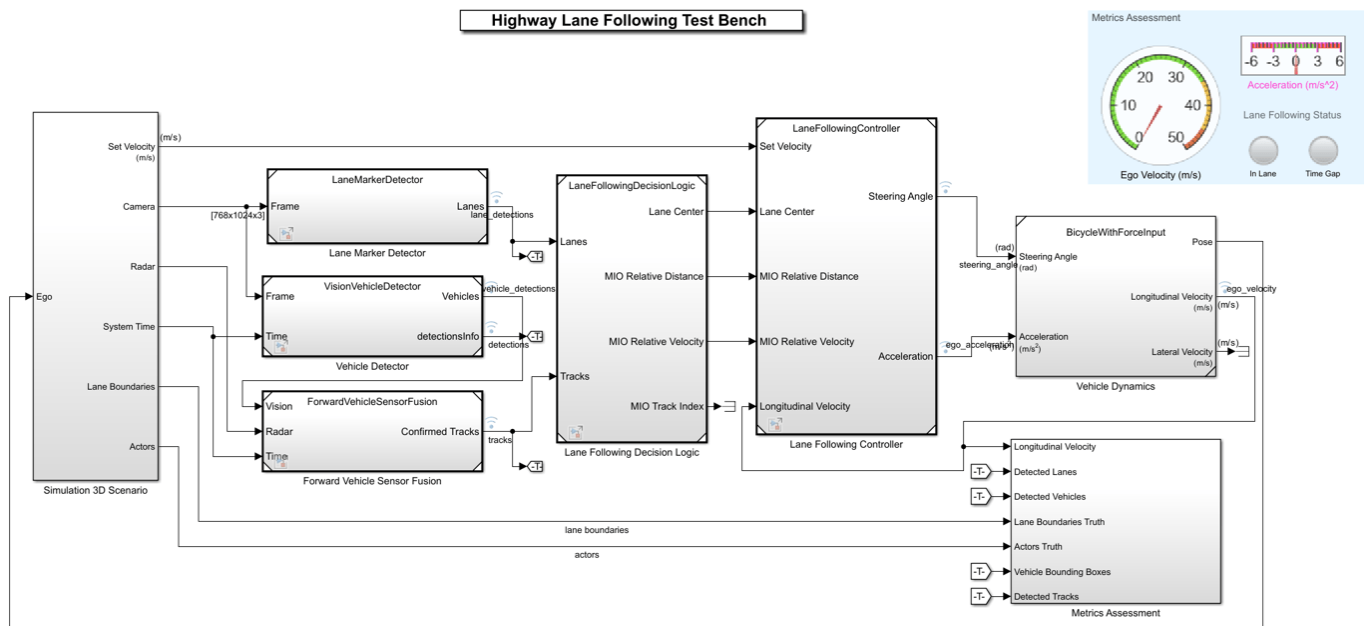 Highway Lane Following Test Bench
Metrics Assessment
0
10
20
30
40
50
Ego Velocity (m/s)
-6 -3 0 3 6
Acceleration (m/s^2)
Lane Following Status
In Lane
Time Gap
Ego
Set Velocity
(m/s)
(m/s)
Camera
[768x1024x3]
Radar
System Time
Lane Boundaries
Actors
Simulation 3D Scenario
LaneMarkerDetector
Frame
Lanes
lane_detections
Lane Marker Detector
-T-
VisionVehicleDetector
Frame
Vehicles
vehicle_detections
Time
detectionsInfo
detections
-T-
Vehicle Detector
ForwardVehicleSensorFusion
Vision
Radar
Confirmed Tracks
tracks
Time
-T-
Forward Vehicle Sensor Fusion
LaneFollowingDecisionLogic
Lane Center
Lanes
MIO Relative Distance
MIO Relative Velocity
Tracks
MIO Track Index
Lane Following Decision Logic
LaneFollowingController
Set Velocity
Steering Angle
Lane Center
MIO Relative Distance
MIO Relative Velocity
Acceleration
Longitudinal Velocity
Lane Following Controller
BicycleWithForceInput
Pose
(rad)
steering_angle
Steering Angle
(rad)
Longitudinal Velocity
(m/s)
ego_velocity
(m/s)
ego_acceleration
Acceleration
(m/s²)
Lateral Velocity
(m/s)
(m/s)
Vehicle Dynamics
Longitudinal Velocity
-T-
Detected Lanes
-T-
Detected Vehicles
lane boundaries
Lane Boundaries Truth
actors
Actors Truth
-T-
Vehicle Bounding Boxes
-T-
Detected Tracks
Metrics Assessment